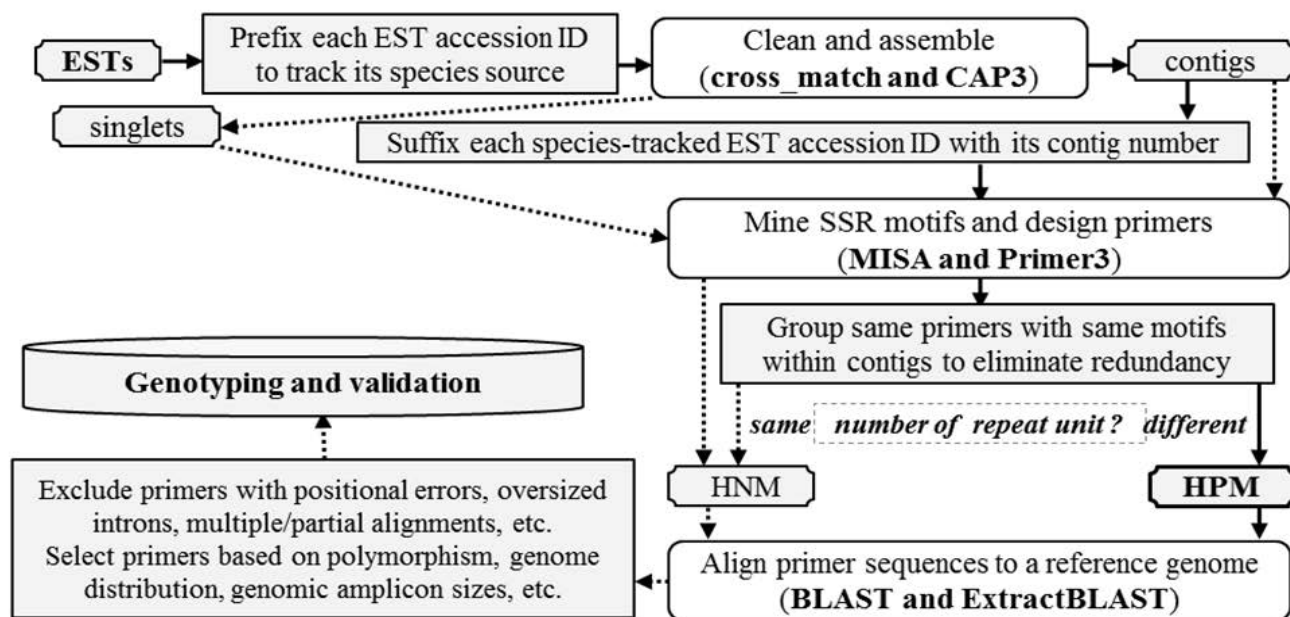 ESTs
Prefix each EST accession ID
to track its species source
Clean and assemble
(cross_match and CAP3)
contigs
singlets
Suffix each species-tracked EST accession ID with its contig number
Mine SSR motifs and design primers
(MISA and Primer3)
Group same primers with same motifs
within contigs to eliminate redundancy
Genotyping and validation
same number of repeat unit ? different
HNM
HPM
Exclude primers with positional errors, oversized
introns, multiple/partial alignments, etc.
Select primers based on polymorphism, genome
distribution, genomic amplicon sizes, etc.
Align primer sequences to a reference genome
(BLAST and ExtractBLAST)